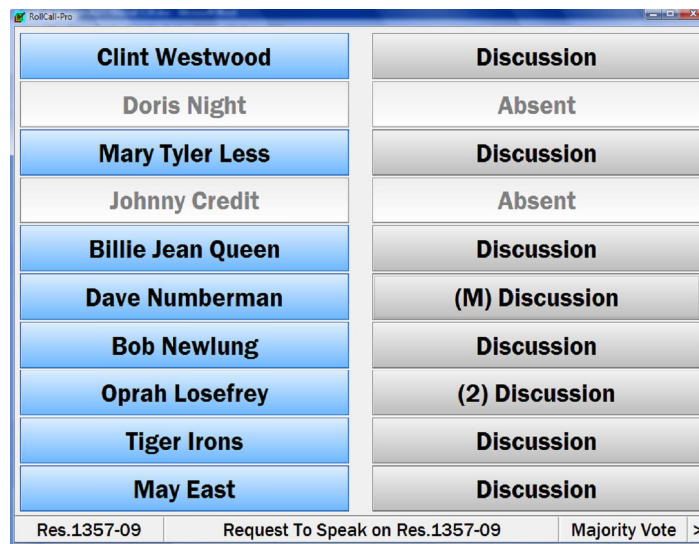 RollCall-Pro
Clint Westwood Discussion
Doris Night Absent
Mary Tyler Less Discussion
Johnny Credit Absent
Billie Jean Queen Discussion
Dave Numberman (M) Discussion
Bob Newlung Discussion
Oprah Losefrey (2) Discussion
Tiger Irons Discussion
May East Discussion
Res.1357-09 Request To Speak on Res.1357-09 Majority Vote >